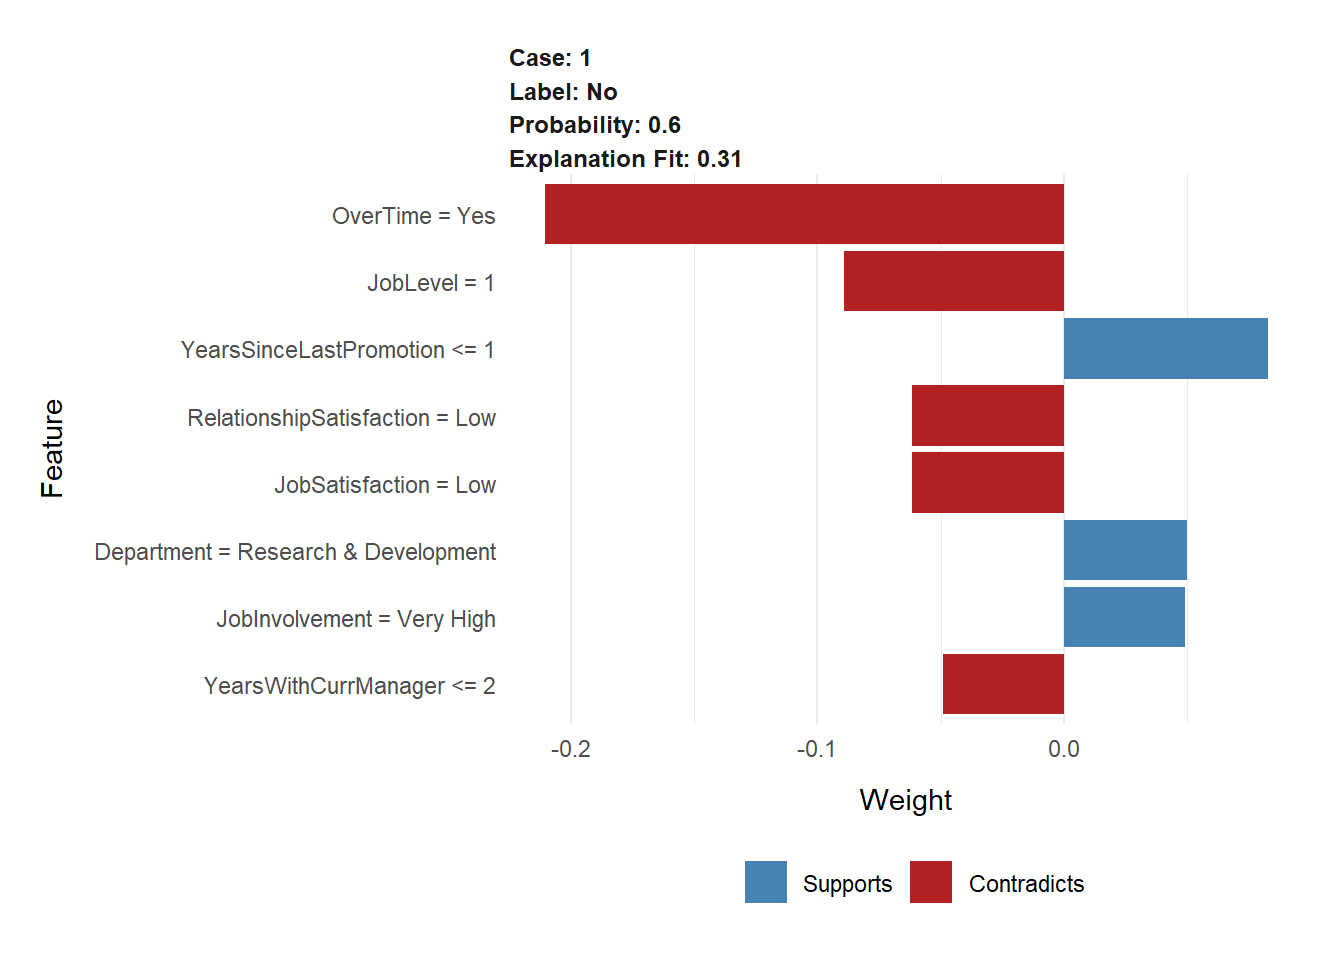 Case: 1
Label: No
Probability: 0.6
Explanation Fit: 0.31
Feature
OverTime = Yes
JobLevel = 1
YearsSinceLastPromotion <= 1
RelationshipSatisfaction = Low
JobSatisfaction = Low
Department = Research & Development
JobInvolvement = Very High
YearsWithCurrManager <= 2
-0.2 -0.1 0.0
Weight
Supports Contradicts